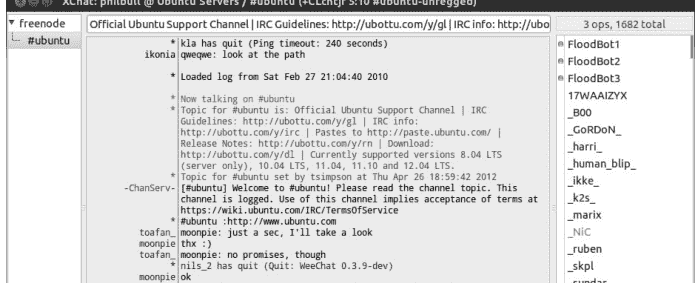 XChat: philbull @ Ubuntu Servers / #ubuntu (+CLcntjf 5:10 #ubuntu-unregged)
freenode
#ubuntu
Official Ubuntu Support Channel | IRC Guidelines: http://ubottu.com/y/gl | IRC info: http://ubo
3 ops, 1682 total
* kla has quit (Ping timeout: 240 seconds)
ikonia qweqwe: look at the path
* Loaded log from Sat Feb 27 21:04:40 2010
* Now talking on #ubuntu
* Topic for #ubuntu is: Official Ubuntu Support Channel | IRC
Guidelines: http://ubottu.com/y/gl | IRC info:
http://ubottu.com/y/irc | Pastes to http://paste.ubuntu.com/ |
Release Notes: http://ubottu.com/y/rn | Download:
http://ubottu.com/y/dl | Currently supported versions 8.04 LTS
(server only), 10.04 LTS, 11.04, 11.10 and 12.04 LTS.
* Topic for #ubuntu set by tsimpson at Thu Apr 26 18:59:42 2012
-ChanServ- [#ubuntu] Welcome to #ubuntu! Please read the channel topic. This
channel is logged. Use of this channel implies acceptance of terms at
https://wiki.ubuntu.com/IRC/TermsOfService
* #ubuntu :http://www.ubuntu.com
toafan_ moonpie: just a sec, I'll take a look
moonpie thx :)
toafan_ moonpie: no promises, though
* nils_2 has quit (Quit: WeeChat 0.3.9-dev)
moonpie ok
FloodBot1
FloodBot2
FloodBot3
17WAAIZYX
_B00
_GoRDoN_
_harri_
_human_blip_
_ikke_
_k2s_
_marix
_NiC
_ruben
_skpl